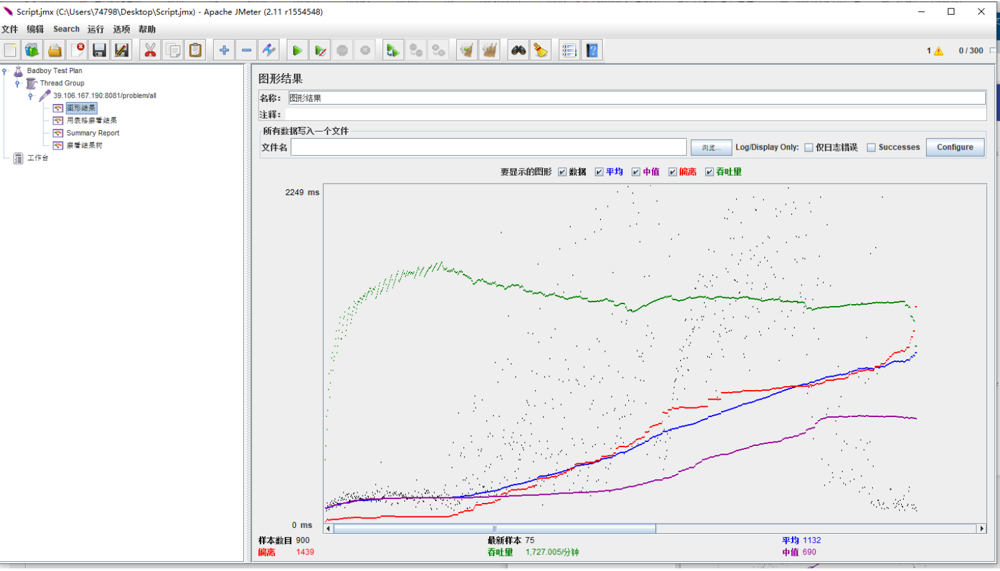 Script.jmx (C:\Users\74798\Desktop\Script.jmx) - Apache JMeter (2.11 r1554548)
文件 编辑 Search 运行 选项 帮助
1 0 / 300
Badboy Test Plan
Thread Group
39.106.167.190:8081/problem/all
图形结果
用表格察看结果
Summary Report
察看结果树
工作台
图形结果
名称: 图形结果
注释:
所有数据写入一个文件
文件名 浏览... Log/Display Only: 仅日志错误 Successes Configure
要显示的图形 数据 平均 中值 偏离 吞吐量
2249 ms
0 ms
样本数目 900 最新样本 75 平均 1132
偏离 1439 吞吐量 1,727.005/分钟 中值 690